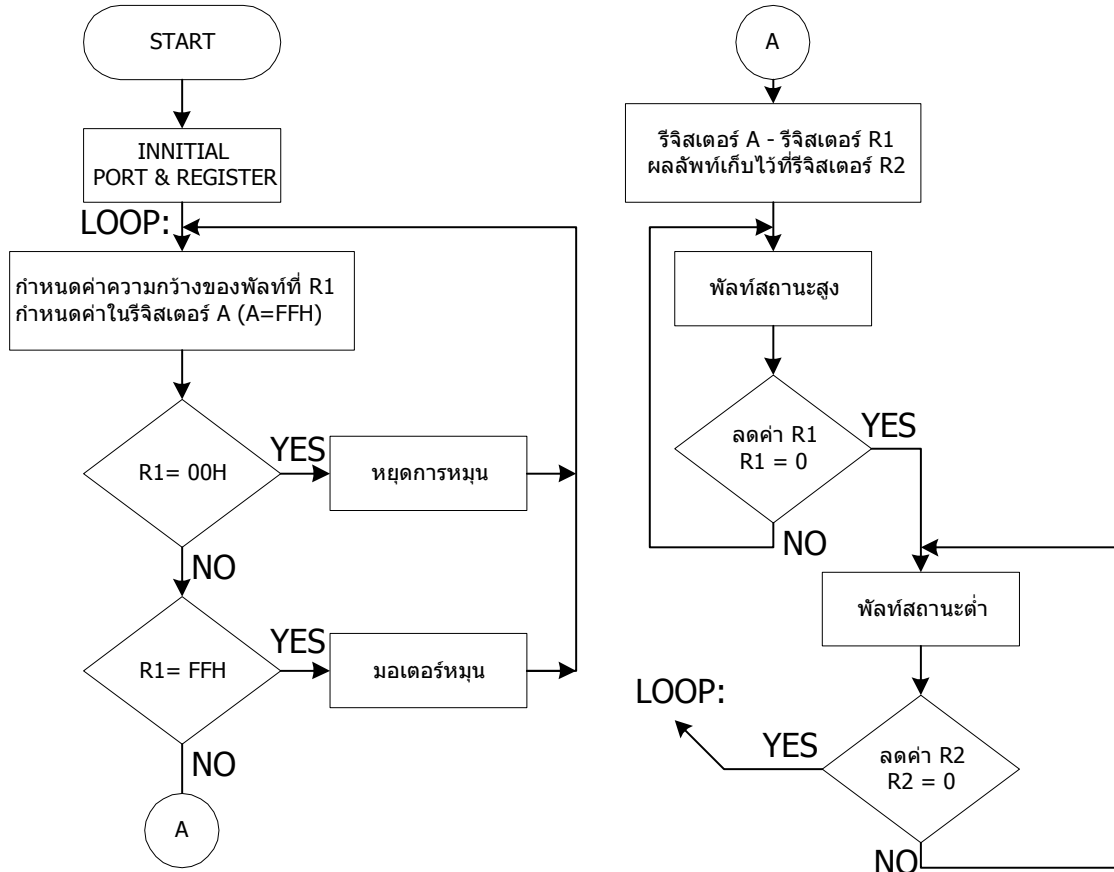 START
INNITIAL
PORT & REGISTER
LOOP:
กำหนดค่าความกว้างของพัลท์ที่ R1
กำหนดค่าในรีจิสเตอร์ A (A=FFH)
R1= 00H
YES
หยุดการหมุน
NO
R1= FFH
YES
มอเตอร์หมุน
NO
A
A
รีจิสเตอร์ A - รีจิสเตอร์ R1
ผลลัพท์เก็บไว้ที่รีจิสเตอร์ R2
พัลท์สถานะสูง
ลดค่า R1
R1 = 0
YES
NO
พัลท์สถานะต่ำ
LOOP:
YES
ลดค่า R2
R2 = 0
NO